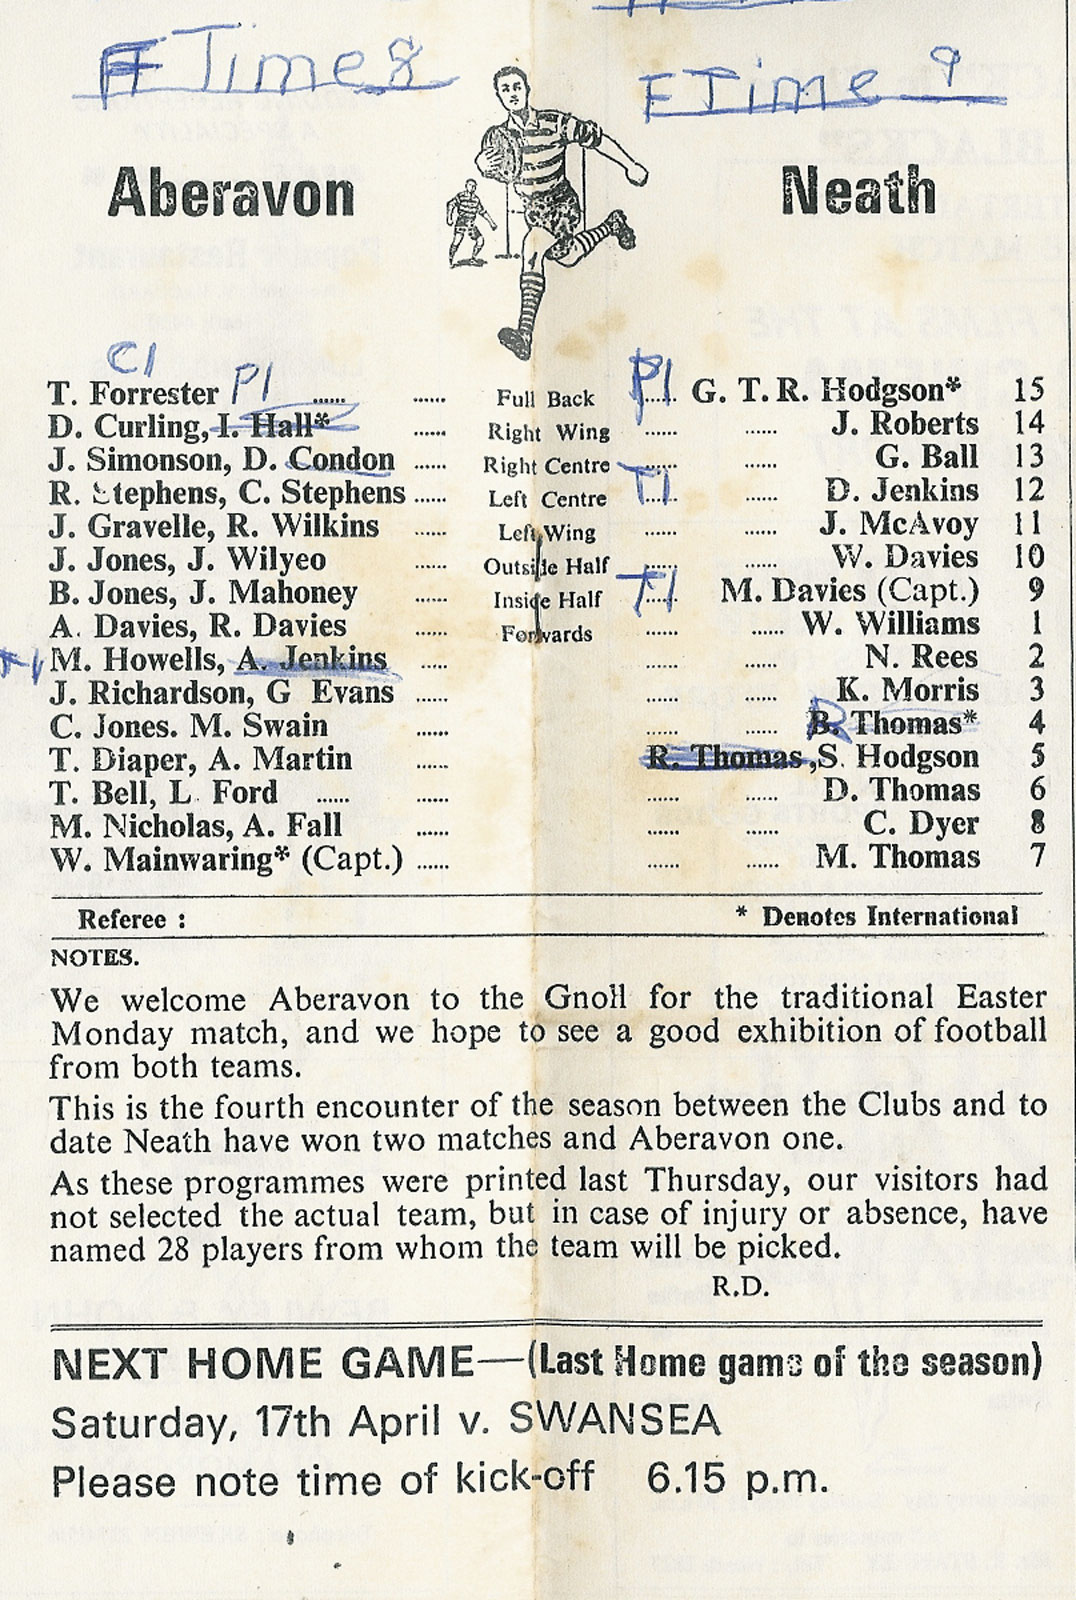 F Time 8
F Time 9
Aberavon
Neath
C1
T. Forrester P1 ...... ...... Full Back P1 ...... G. T. R. Hodgson* 15
D. Curling, I. Hall* ...... Right Wing ...... ...... J. Roberts 14
J. Simonson, D. Condon ...... Right Centre ...... ...... G. Ball 13
R. Stephens, C. Stephens ...... Left Centre T1 ...... ...... D. Jenkins 12
J. Gravelle, R. Wilkins ...... Left Wing ...... ...... J. McAvoy 11
J. Jones, J. Wilyeo ...... Outside Half ...... ...... W. Davies 10
B. Jones, J. Mahoney ...... Inside Half T1 ...... M. Davies (Capt.) 9
A. Davies, R. Davies ...... Forwards ...... ...... W. Williams 1
T1 M. Howells, A. Jenkins ...... ...... ...... N. Rees 2
J. Richardson, G Evans ...... ...... ...... K. Morris 3
C. Jones. M. Swain ...... ...... ...... B. Thomas* 4
T. Diaper, A. Martin ...... R. Thomas, S. Hodgson 5
T. Bell, L. Ford ...... ...... ...... ...... D. Thomas 6
M. Nicholas, A. Fall ...... ...... ...... C. Dyer 8
W. Mainwaring* (Capt.) ...... ...... ...... M. Thomas 7
Referee : * Denotes International
NOTES.
We welcome Aberavon to the Gnoll for the traditional Easter
Monday match, and we hope to see a good exhibition of football
from both teams.
This is the fourth encounter of the season between the Clubs and to
date Neath have won two matches and Aberavon one.
As these programmes were printed last Thursday, our visitors had
not selected the actual team, but in case of injury or absence, have
named 28 players from whom the team will be picked.
R.D.
NEXT HOME GAME—(Last Home game of the season)
Saturday, 17th April v. SWANSEA
Please note time of kick-off 6.15 p.m.